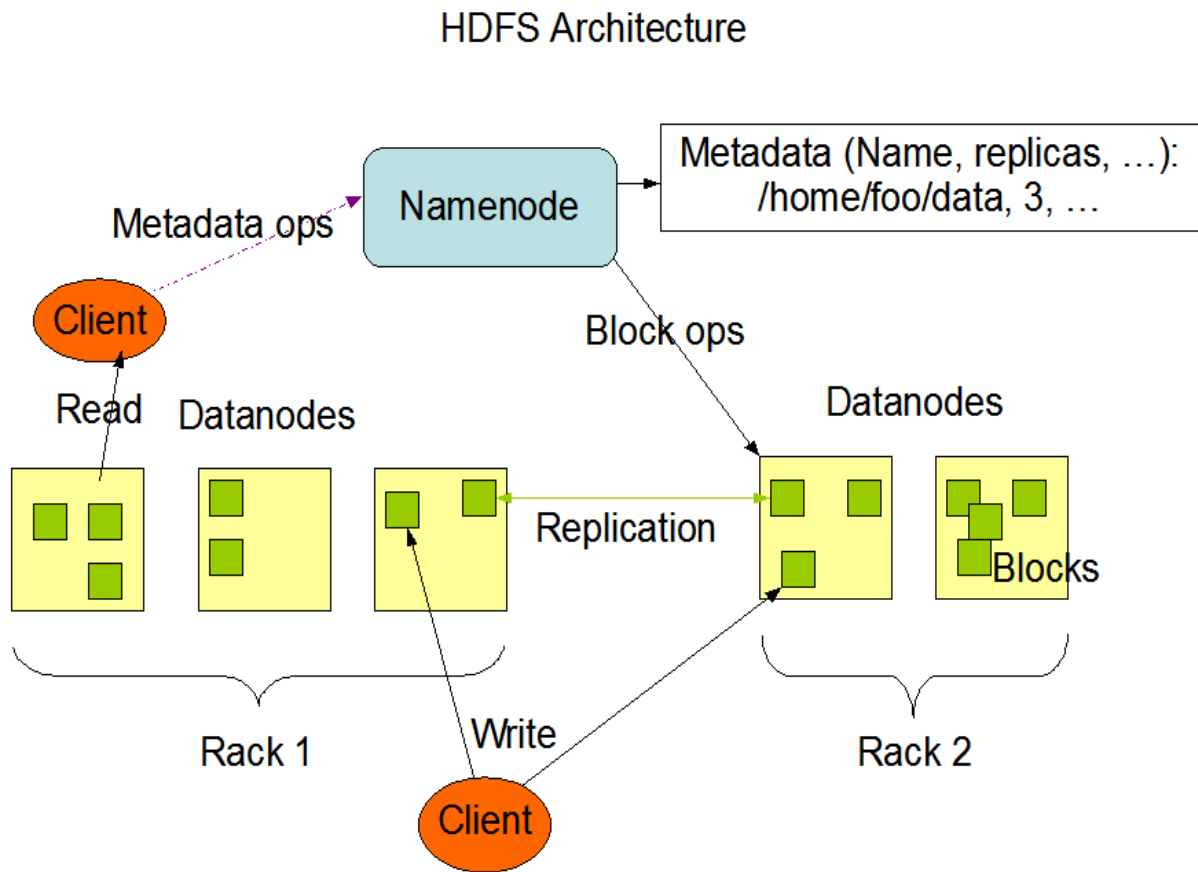 HDFS Architecture
Metadata (Name, replicas, …):
/home/foo/data, 3, …
Namenode
Metadata ops
Client
Block ops
Read
Datanodes
Datanodes
Replication
Blocks
Rack 1
Write
Rack 2
Client